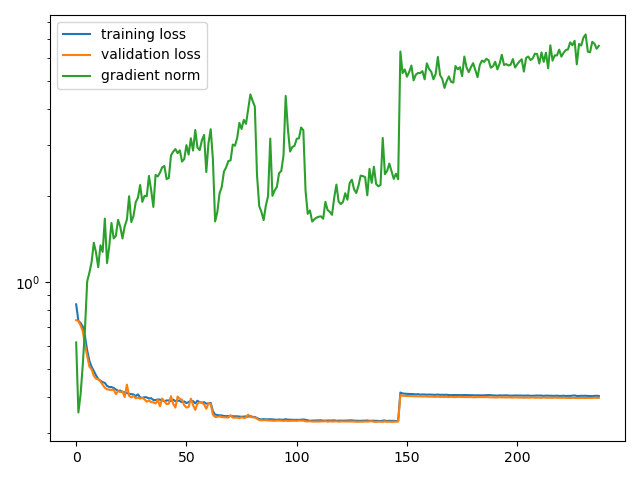 training loss
validation loss
gradient norm
10⁰
0
50
100
150
200